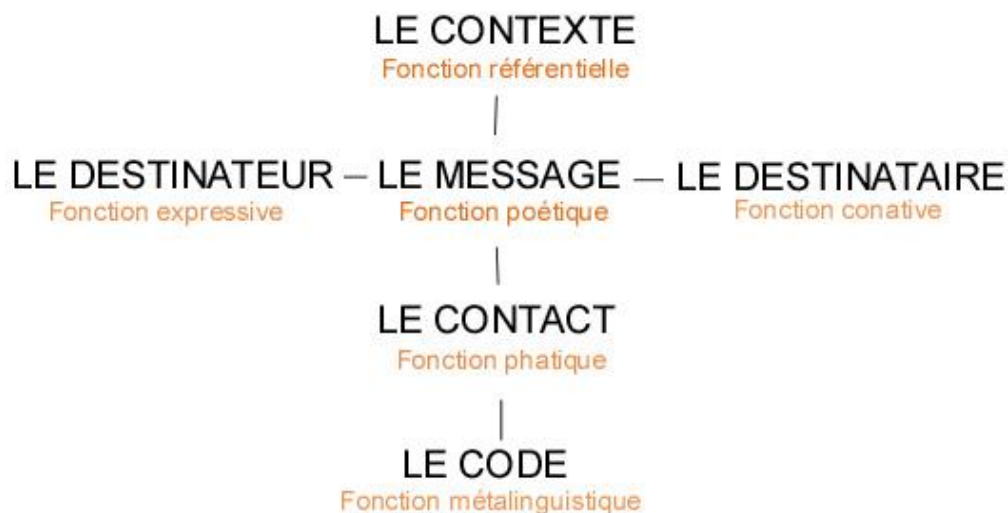 LE CONTEXTE
Fonction référentielle
LE DESTINATEUR – LE MESSAGE – LE DESTINATAIRE
Fonction expressive Fonction poétique Fonction conative
LE CONTACT
Fonction phatique
LE CODE
Fonction métalinguistique